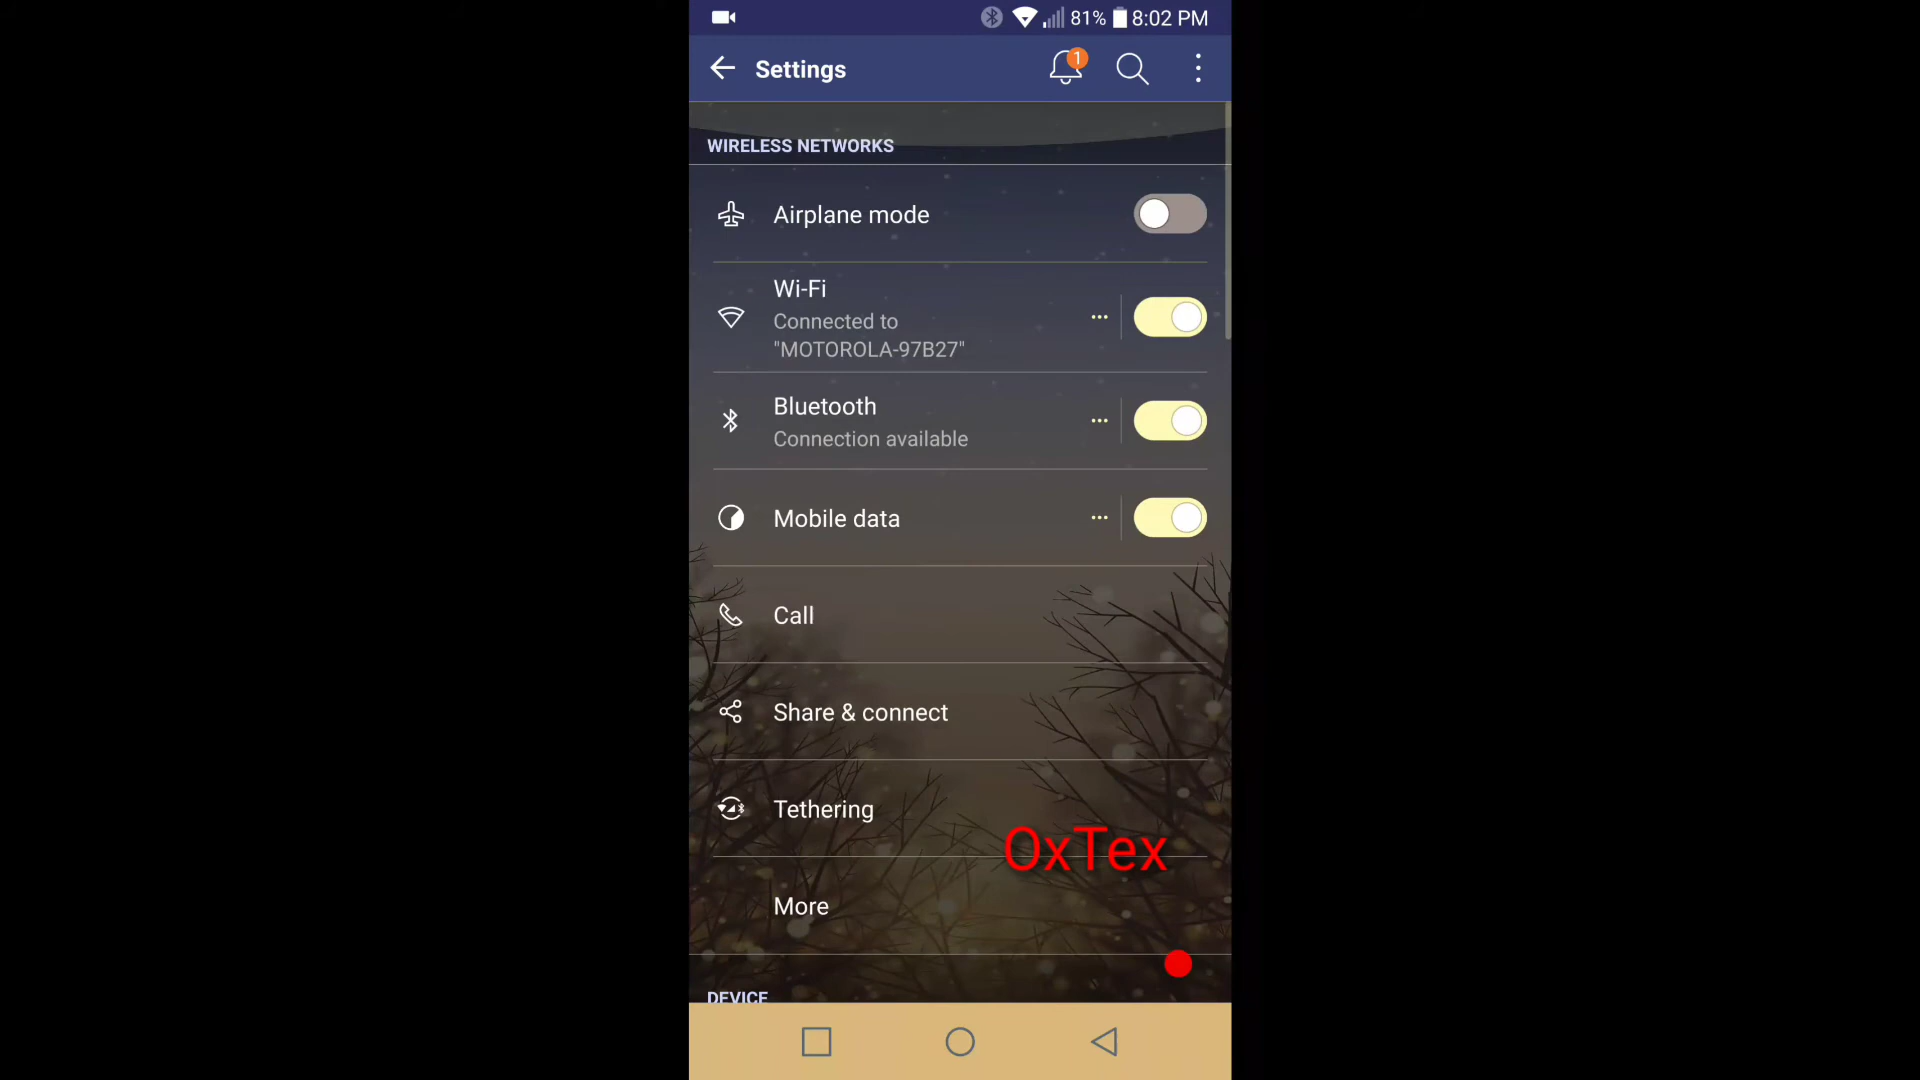 81% 8:02 PM
Settings
1
WIRELESS NETWORKS
Airplane mode
Wi-Fi
Connected to
"MOTOROLA-97B27"
Bluetooth
Connection available
Mobile data
Call
Share & connect
Tethering
OxTex
More
DEVICE